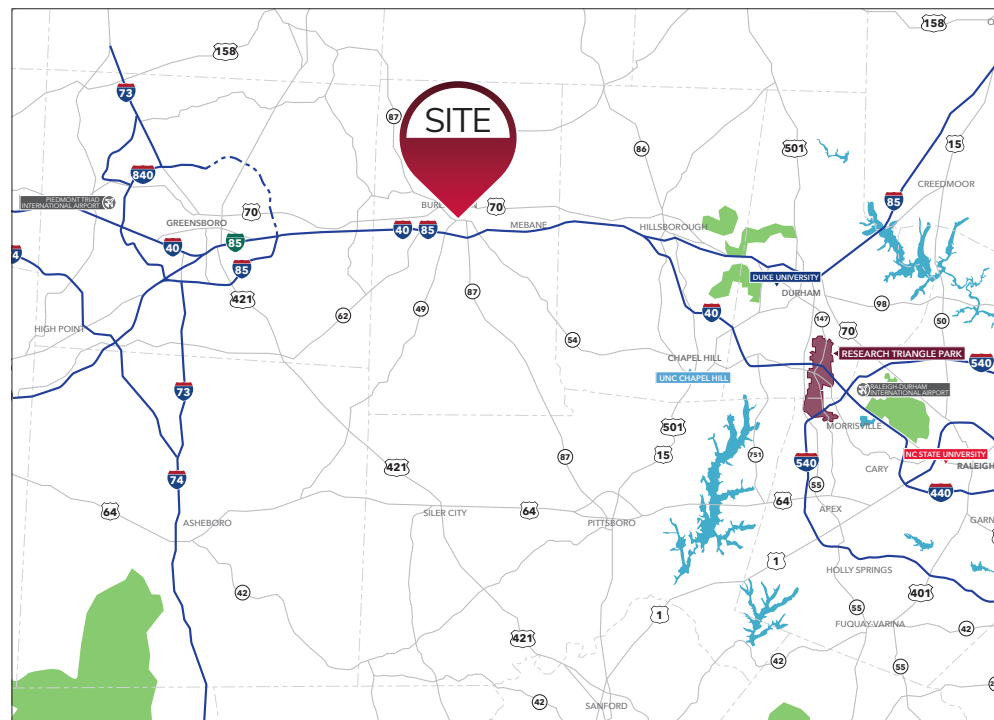 158
158
73
SITE
87
86
501
15
840
CREEDMOOR
PIEDMONT TRIAD
INTERNATIONAL AIRPORT
85
70
70
GREENSBORO
MEBANE
HILLSBOROUGH
40
85
40
85
85
DUKE UNIVERSITY
DURHAM
421
87
98
62
49
40
147
70
50
HIGH POINT
54
CHAPEL HILL
RESEARCH TRIANGLE PARK
540
UNC CHAPEL HILL
73
RALEIGH-DURHAM
INTERNATIONAL AIRPORT
501
MORRISVILLE
15
751
87
421
540
NC STATE UNIVERSITY
CARY
RALEIGH
74
55
440
64
64
64
ASHEBORO
SILER CITY
PITTSBORO
APEX
1
HOLLY SPRINGS
42
401
1
55
FUQUAY-VARINA
421
42
42
55
42
SANFORD